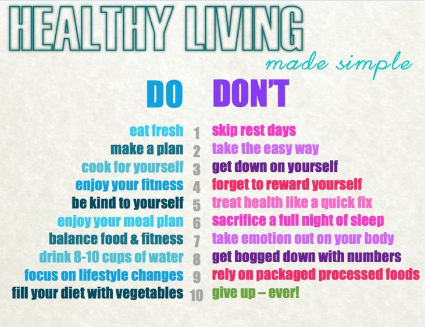 HEALTHY LIVING
made simple
DO DON'T
eat fresh 1 skip rest days
make a plan 2 take the easy way
cook for yourself 3 get down on yourself
enjoy your fitness 4 forget to reward yourself
be kind to yourself 5 treat health like a quick fix
enjoy your meal plan 6 sacrifice a full night of sleep
balance food & fitness 7 take emotion out on your body
drink 8-10 cups of water 8 get bogged down with numbers
focus on lifestyle changes 9 rely on packaged processed foods
fill your diet with vegetables 10 give up – ever!